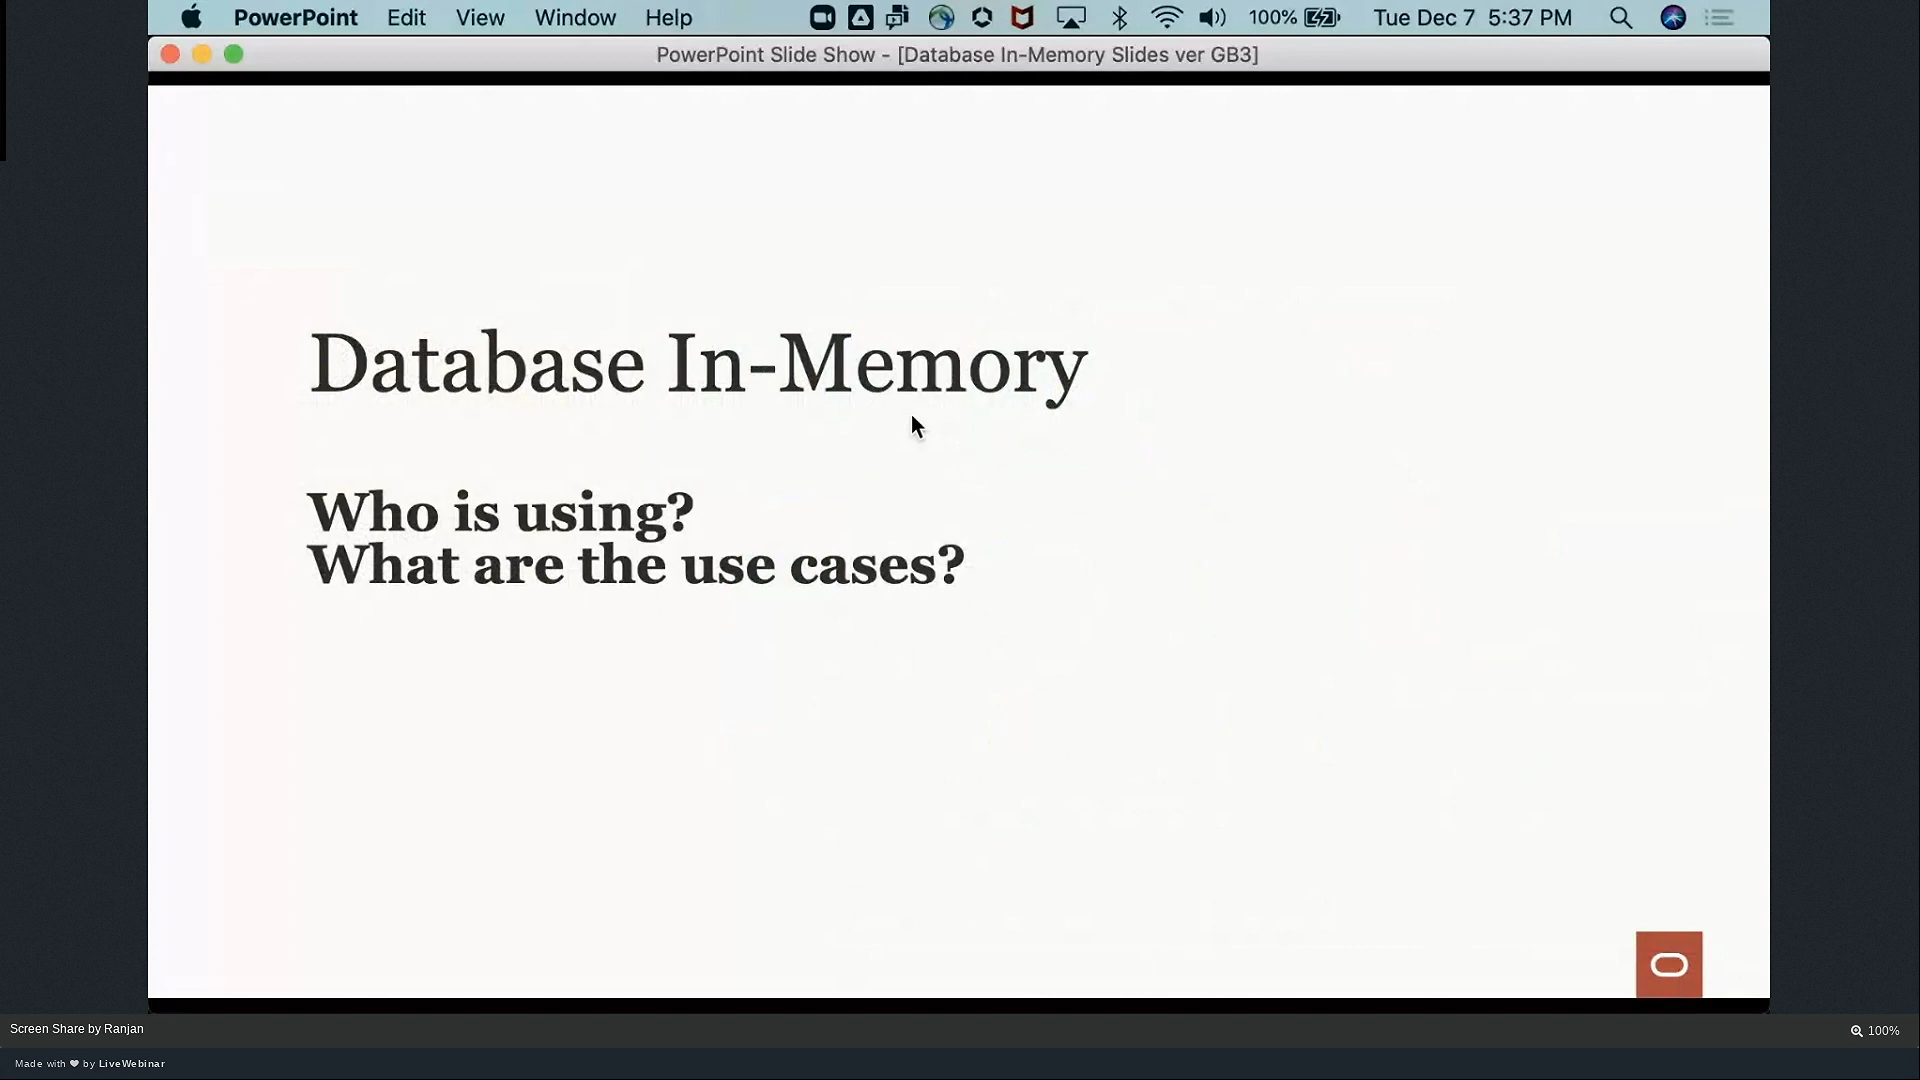 PowerPoint Edit View Window Help 100% Tue Dec 7 5:37 PM
PowerPoint Slide Show - [Database In-Memory Slides ver GB3]
Database In-Memory
Who is using?
What are the use cases?
Screen Share by Ranjan
100%
Made with ❤ by LiveWebinar